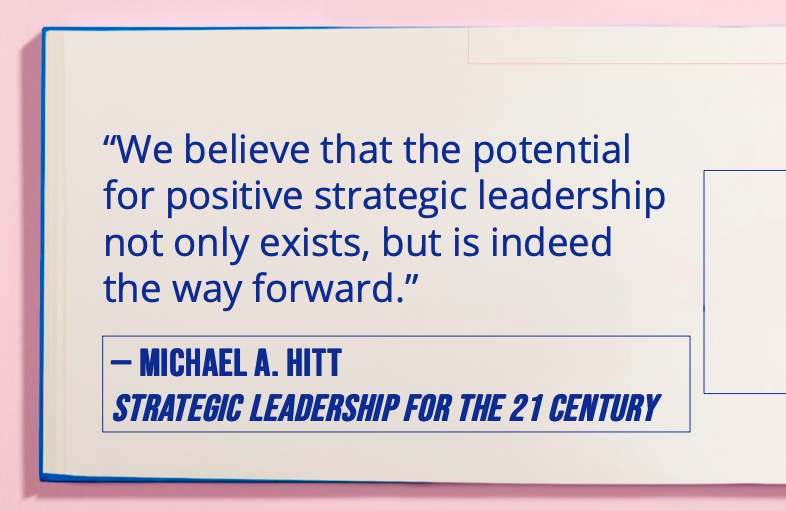 “We believe that the potential
for positive strategic leadership
not only exists, but is indeed
the way forward.”
– MICHAEL A. HITT
STRATEGIC LEADERSHIP FOR THE 21 CENTURY